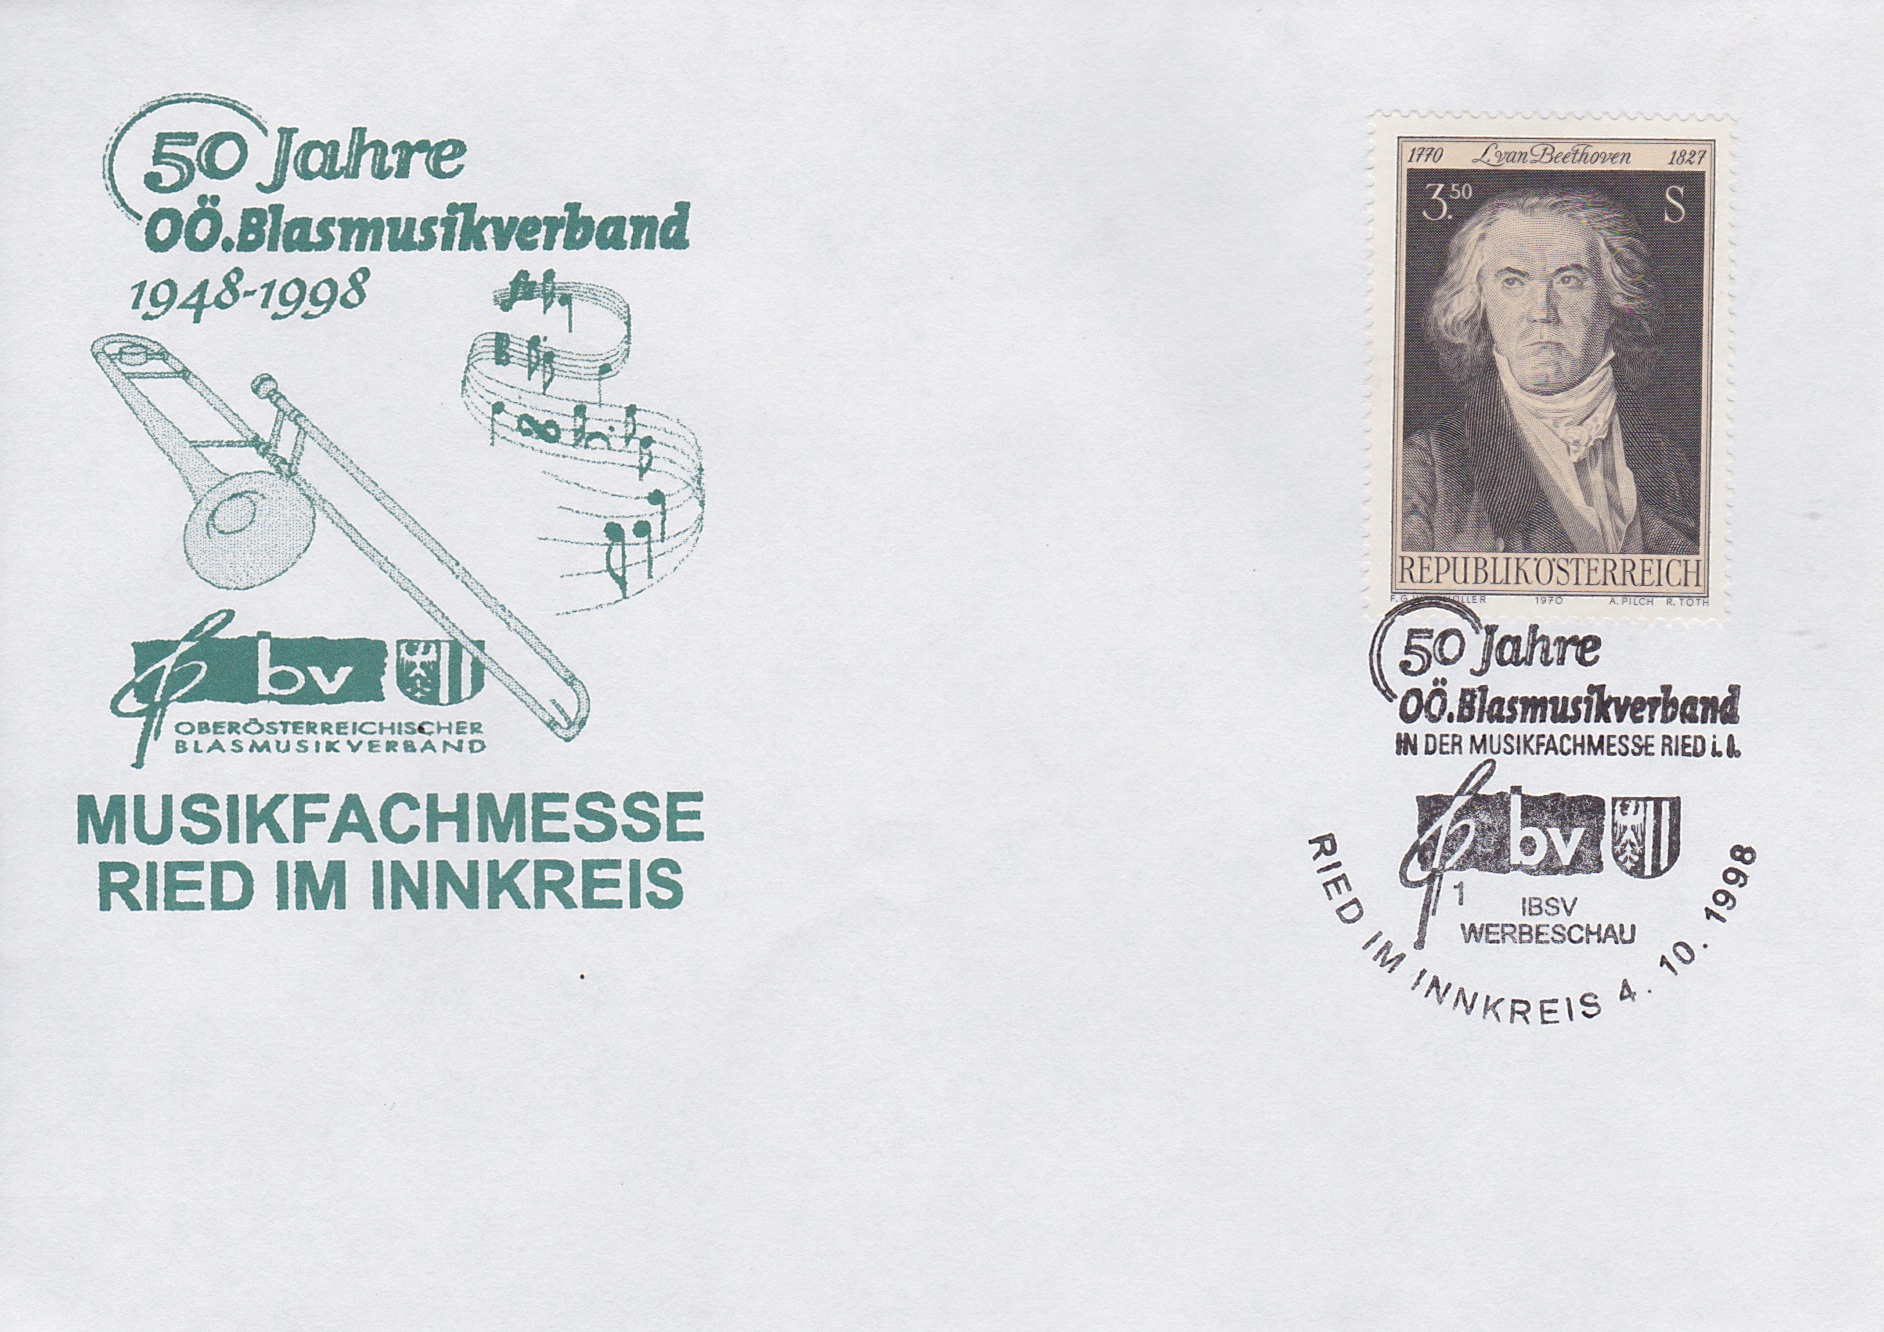 50 Jahre
OÖ.Blasmusikverband
1948-1998
bv
OBERÖSTERREICHISCHER
BLASMUSIKVERBAND
MUSIKFACHMESSE
RIED IM INNKREIS
1770 L. van Beethoven 1827
3.50 S
REPUBLIK ÖSTERREICH
1970 A. PILCH R. TOTH
50 Jahre
OÖ.Blasmusikverband
IN DER MUSIKFACHMESSE RIED i. I.
bv
1
IBSV
WERBESCHAU
RIED IM INNKREIS 4. 10. 1998